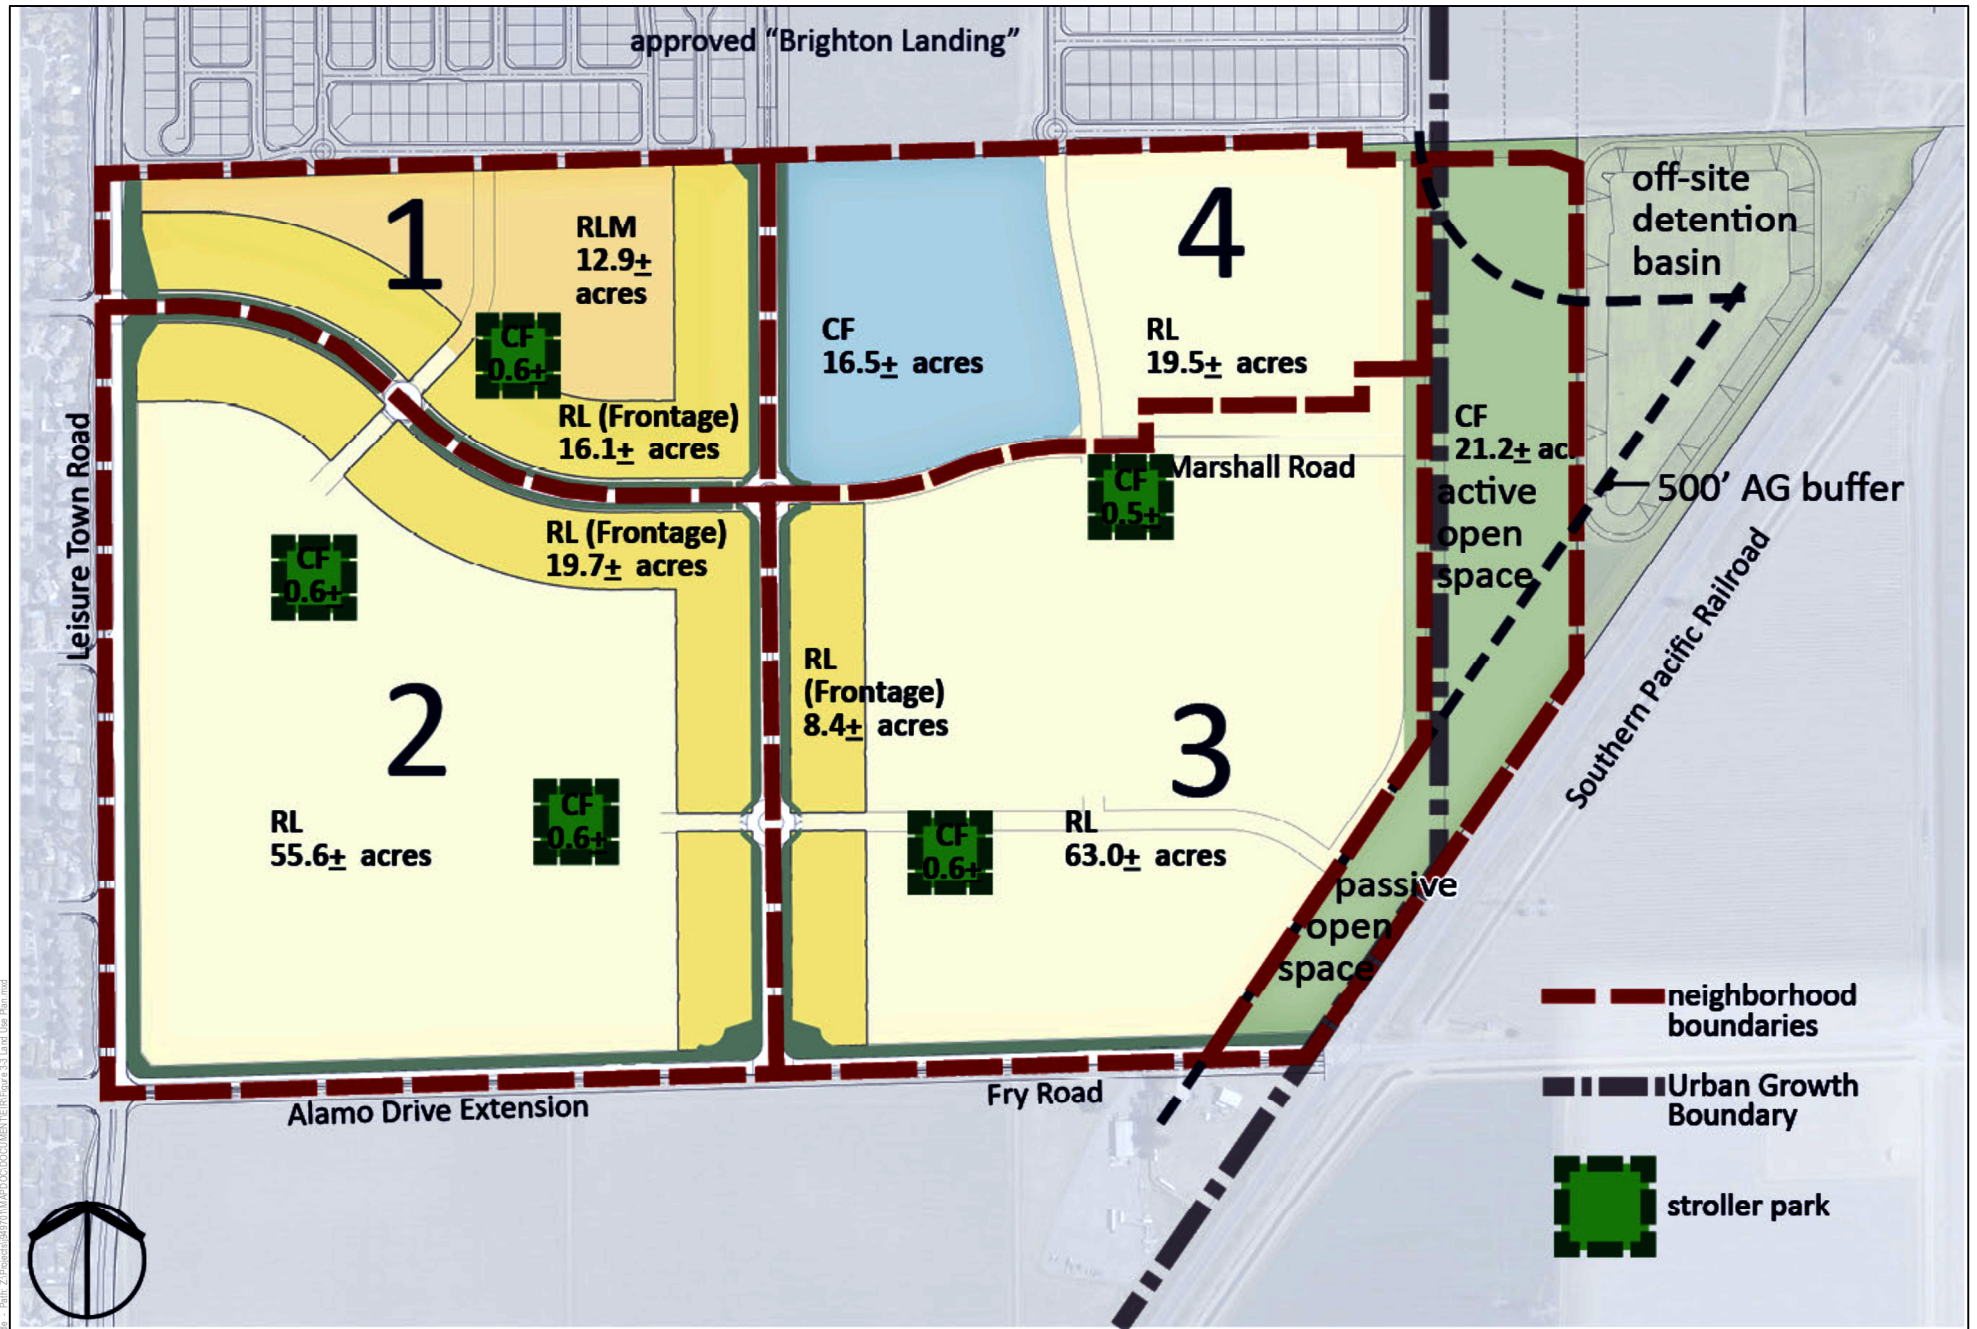 approved “Brighton Landing”
1
RLM
12.9±
acres
CF
0.6±
RL (Frontage)
16.1± acres
CF
16.5± acres
4
RL
19.5± acres
off-site
detention
basin
CF
21.2± ac.
active
open
space
500’ AG buffer
Marshall Road
CF
0.5±
Leisure Town Road
RL (Frontage)
19.7± acres
CF
0.6±
2
RL
55.6± acres
CF
0.6±
RL
(Frontage)
8.4± acres
3
CF
0.6±
RL
63.0± acres
passive
open
space
Southern Pacific Railroad
Alamo Drive Extension
Fry Road
neighborhood
boundaries
Urban Growth
Boundary
stroller park